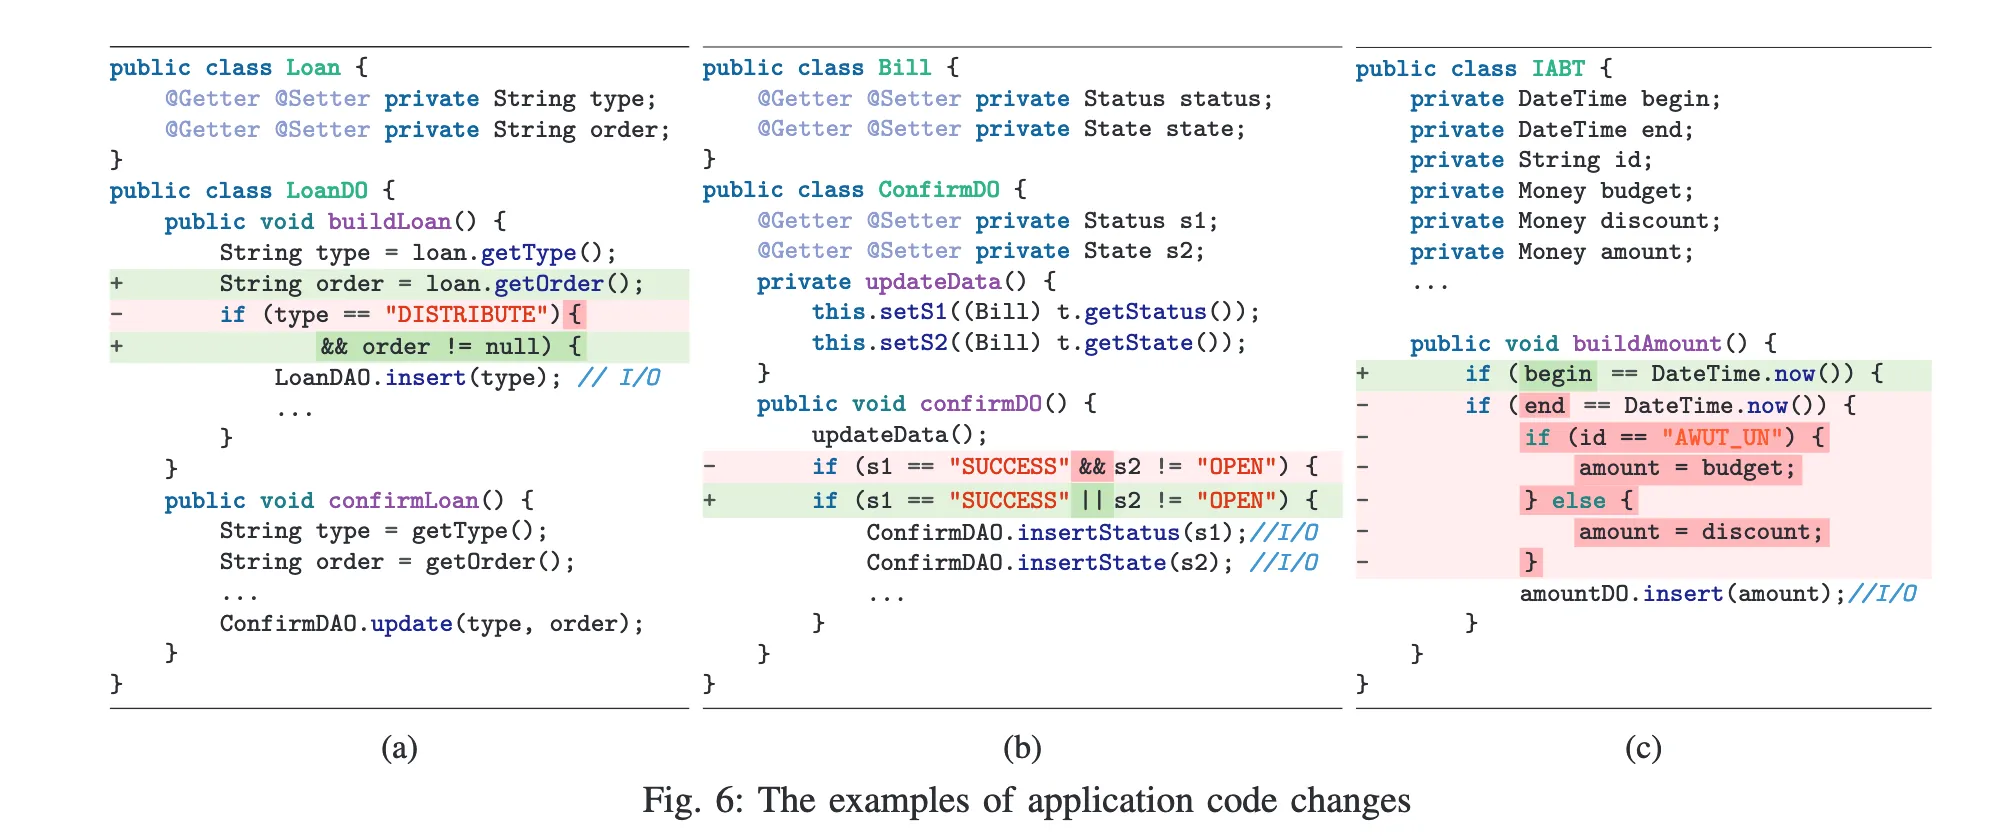 public class Loan {
@Getter @Setter private String type;
@Getter @Setter private String order;
}
public class LoanDO {
public void buildLoan() {
String type = loan.getType();
+ String order = loan.getOrder();
- if (type == "DISTRIBUTE") {
+ && order != null) {
LoanDAO.insert(type); // I/O
...
}
}
public void confirmLoan() {
String type = getType();
String order = getOrder();
...
ConfirmDAO.update(type, order);
}
}
(a)
public class Bill {
@Getter @Setter private Status status;
@Getter @Setter private State state;
}
public class ConfirmDO {
@Getter @Setter private Status s1;
@Getter @Setter private State s2;
private updateData() {
this.setS1((Bill) t.getStatus());
this.setS2((Bill) t.getState());
}
public void confirmDO() {
updateData();
- if (s1 == "SUCCESS" && s2 != "OPEN") {
+ if (s1 == "SUCCESS" || s2 != "OPEN") {
ConfirmDAO.insertStatus(s1);//I/O
ConfirmDAO.insertState(s2); //I/O
...
}
}
}
(b)
public class IABT {
private DateTime begin;
private DateTime end;
private String id;
private Money budget;
private Money discount;
private Money amount;
...
public void buildAmount() {
+ if (begin == DateTime.now()) {
- if (end == DateTime.now()) {
- if (id == "AWUT_UN") {
- amount = budget;
- } else {
- amount = discount;
- }
amountDO.insert(amount);//I/O
}
}
}
(c)
Fig. 6: The examples of application code changes